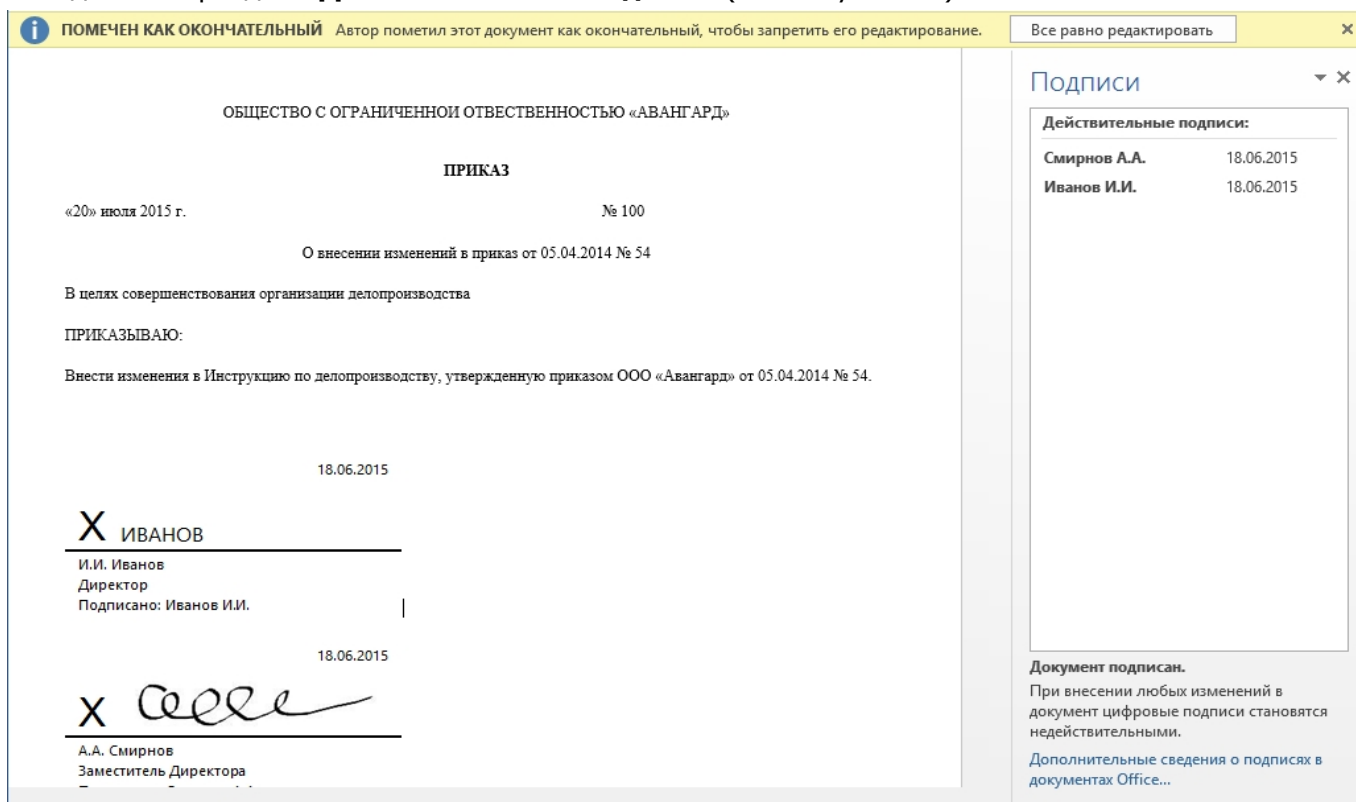 ПОМЕЧЕН КАК ОКОНЧАТЕЛЬНЫЙ Автор пометил этот документ как окончательный, чтобы запретить его редактирование. Все равно редактировать
ОБЩЕСТВО С ОГРАНИЧЕННОИ ОТВЕСТВЕННОСТЬЮ «АВАНГАРД»
ПРИКАЗ
«20» июля 2015 г. № 100
О внесении изменений в приказ от 05.04.2014 № 54
В целях совершенствования организации делопроизводства
ПРИКАЗЫВАЮ:
Внести изменения в Инструкцию по делопроизводству, утвержденную приказом ООО «Авангард» от 05.04.2014 № 54.
18.06.2015
X ИВАНОВ
И.И. Иванов
Директор
Подписано: Иванов И.И.
18.06.2015
X
А.А. Смирнов
Заместитель Директора
Подписи
Действительные подписи:
Смирнов А.А. 18.06.2015
Иванов И.И. 18.06.2015
Документ подписан.
При внесении любых изменений в
документ цифровые подписи становятся
недействительными.
Дополнительные сведения о подписях в
документах Office...